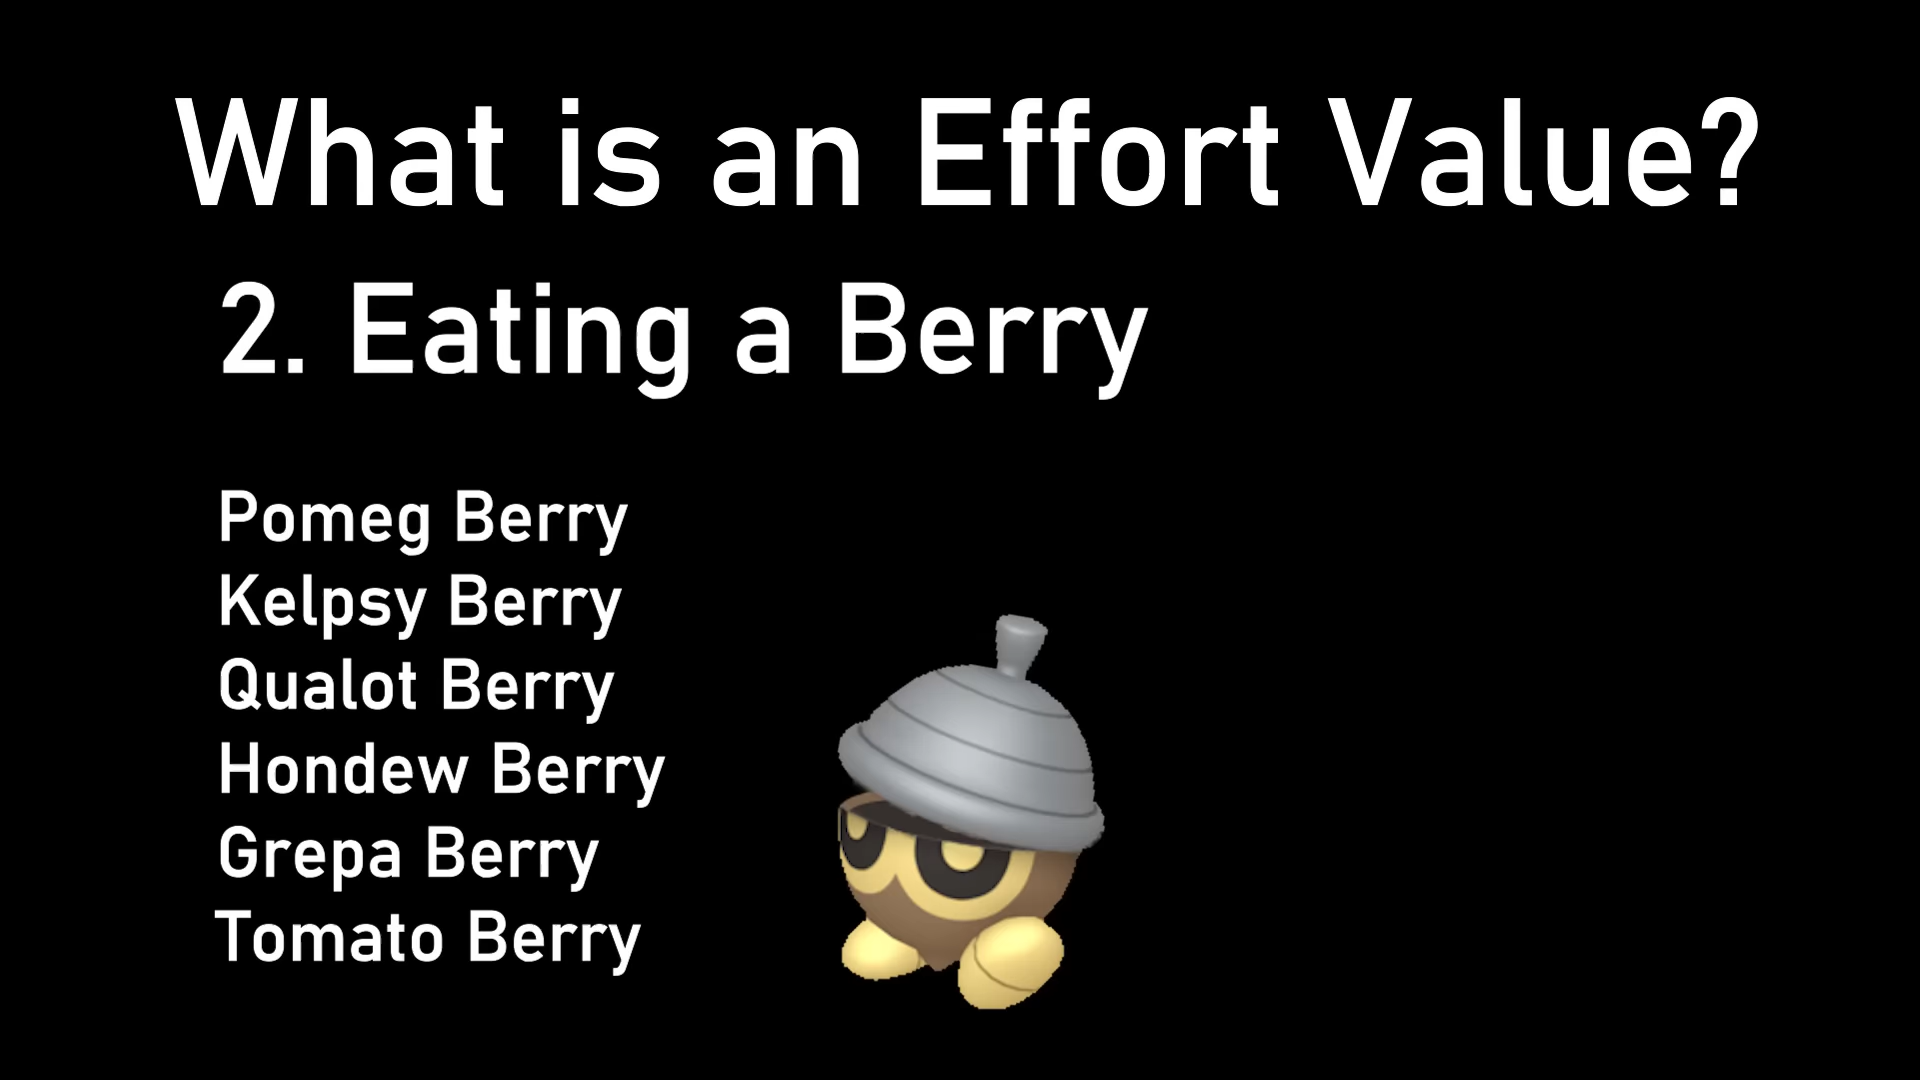 What is an Effort Value?
2. Eating a Berry
Pomeg Berry
Kelpsy Berry
Qualot Berry
Hondew Berry
Grepa Berry
Tomato Berry